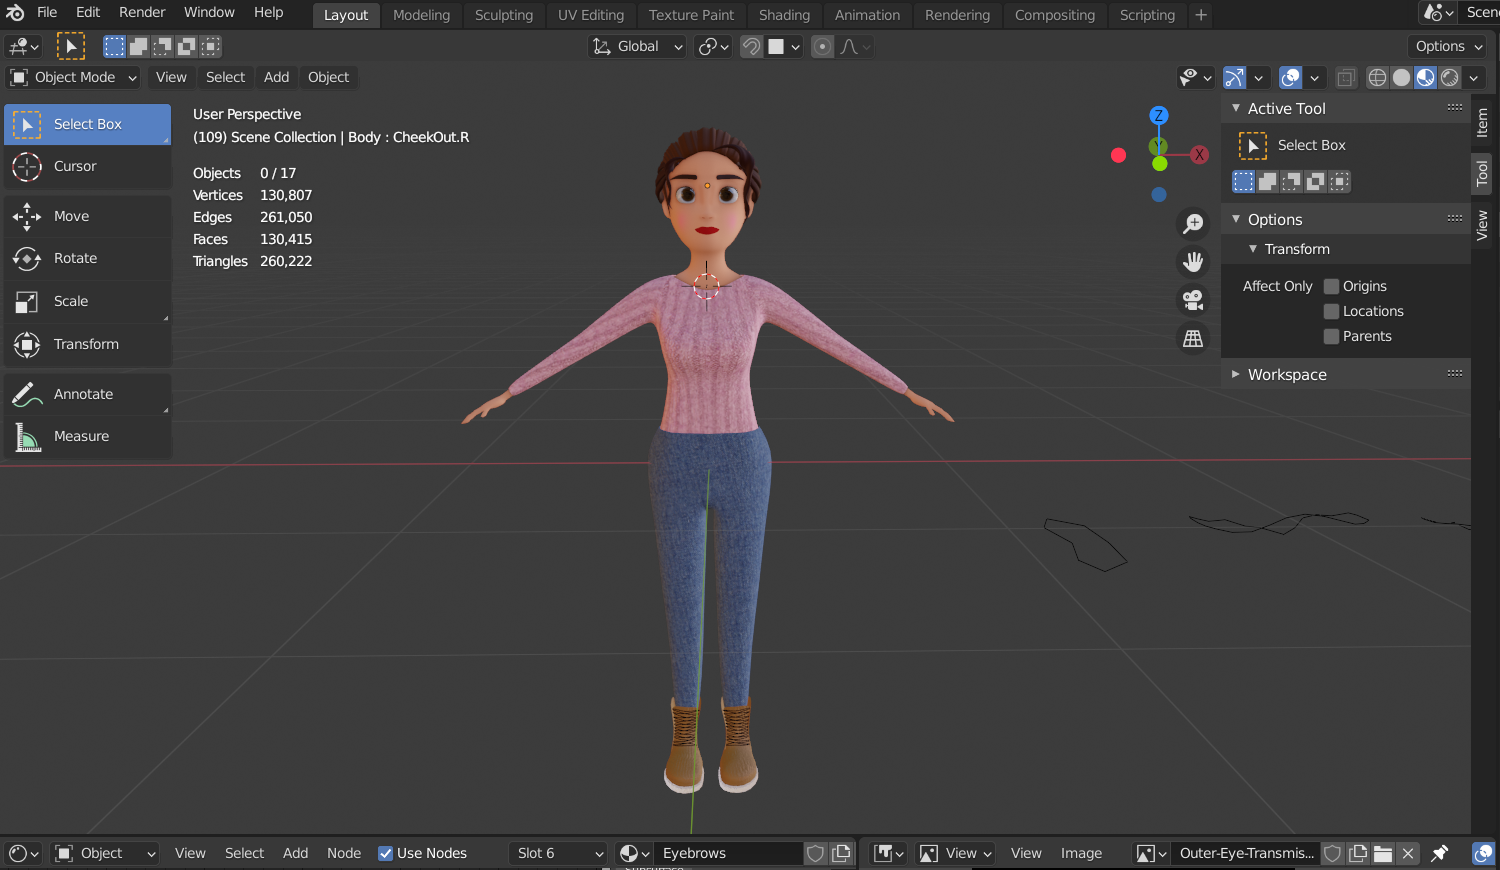 File Edit Render Window Help Layout Modeling Sculpting UV Editing Texture Paint Shading Animation Rendering Compositing Scripting + Scene
Global Options
Object Mode View Select Add Object
Select Box
Cursor
Move
Rotate
Scale
Transform
Annotate
Measure
User Perspective
(109) Scene Collection | Body : CheekOut.R
Objects 0 / 17
Vertices 130,807
Edges 261,050
Faces 130,415
Triangles 260,222
Z
Y
X
Active Tool
Select Box
Options
Transform
Affect Only Origins
Locations
Parents
Workspace
Item
Tool
View
Object View Select Add Node Use Nodes Slot 6 Eyebrows View View Image Outer-Eye-Transmis...